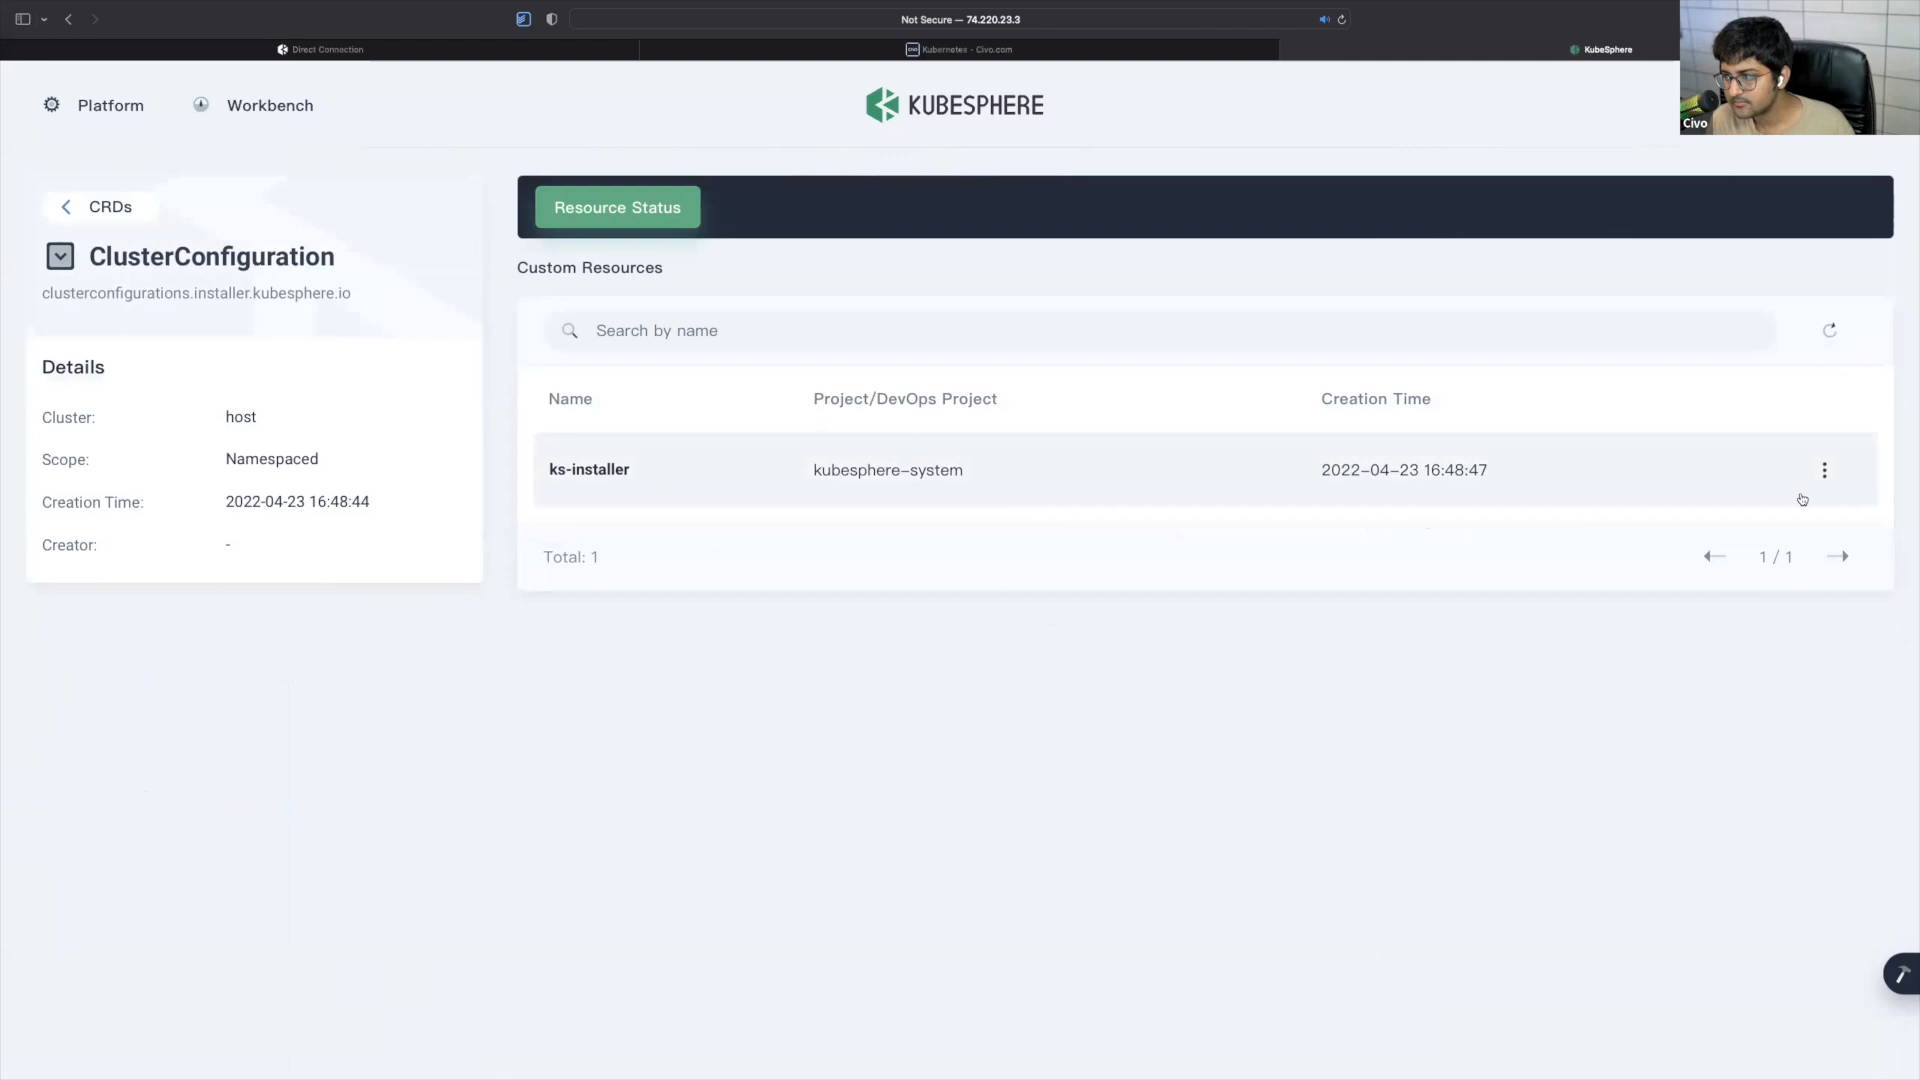 Not Secure — 74.220.23.3
Direct Connection
Kubernetes - Civo.com
KubeSphere
Civo
Platform
Workbench
KUBESPHERE
CRDs
ClusterConfiguration
clusterconfigurations.installer.kubesphere.io
Details
Cluster: host
Scope: Namespaced
Creation Time: 2022-04-23 16:48:44
Creator: -
Resource Status
Custom Resources
Search by name
Name Project/DevOps Project Creation Time
ks-installer kubesphere-system 2022-04-23 16:48:47
Total: 1
1 / 1